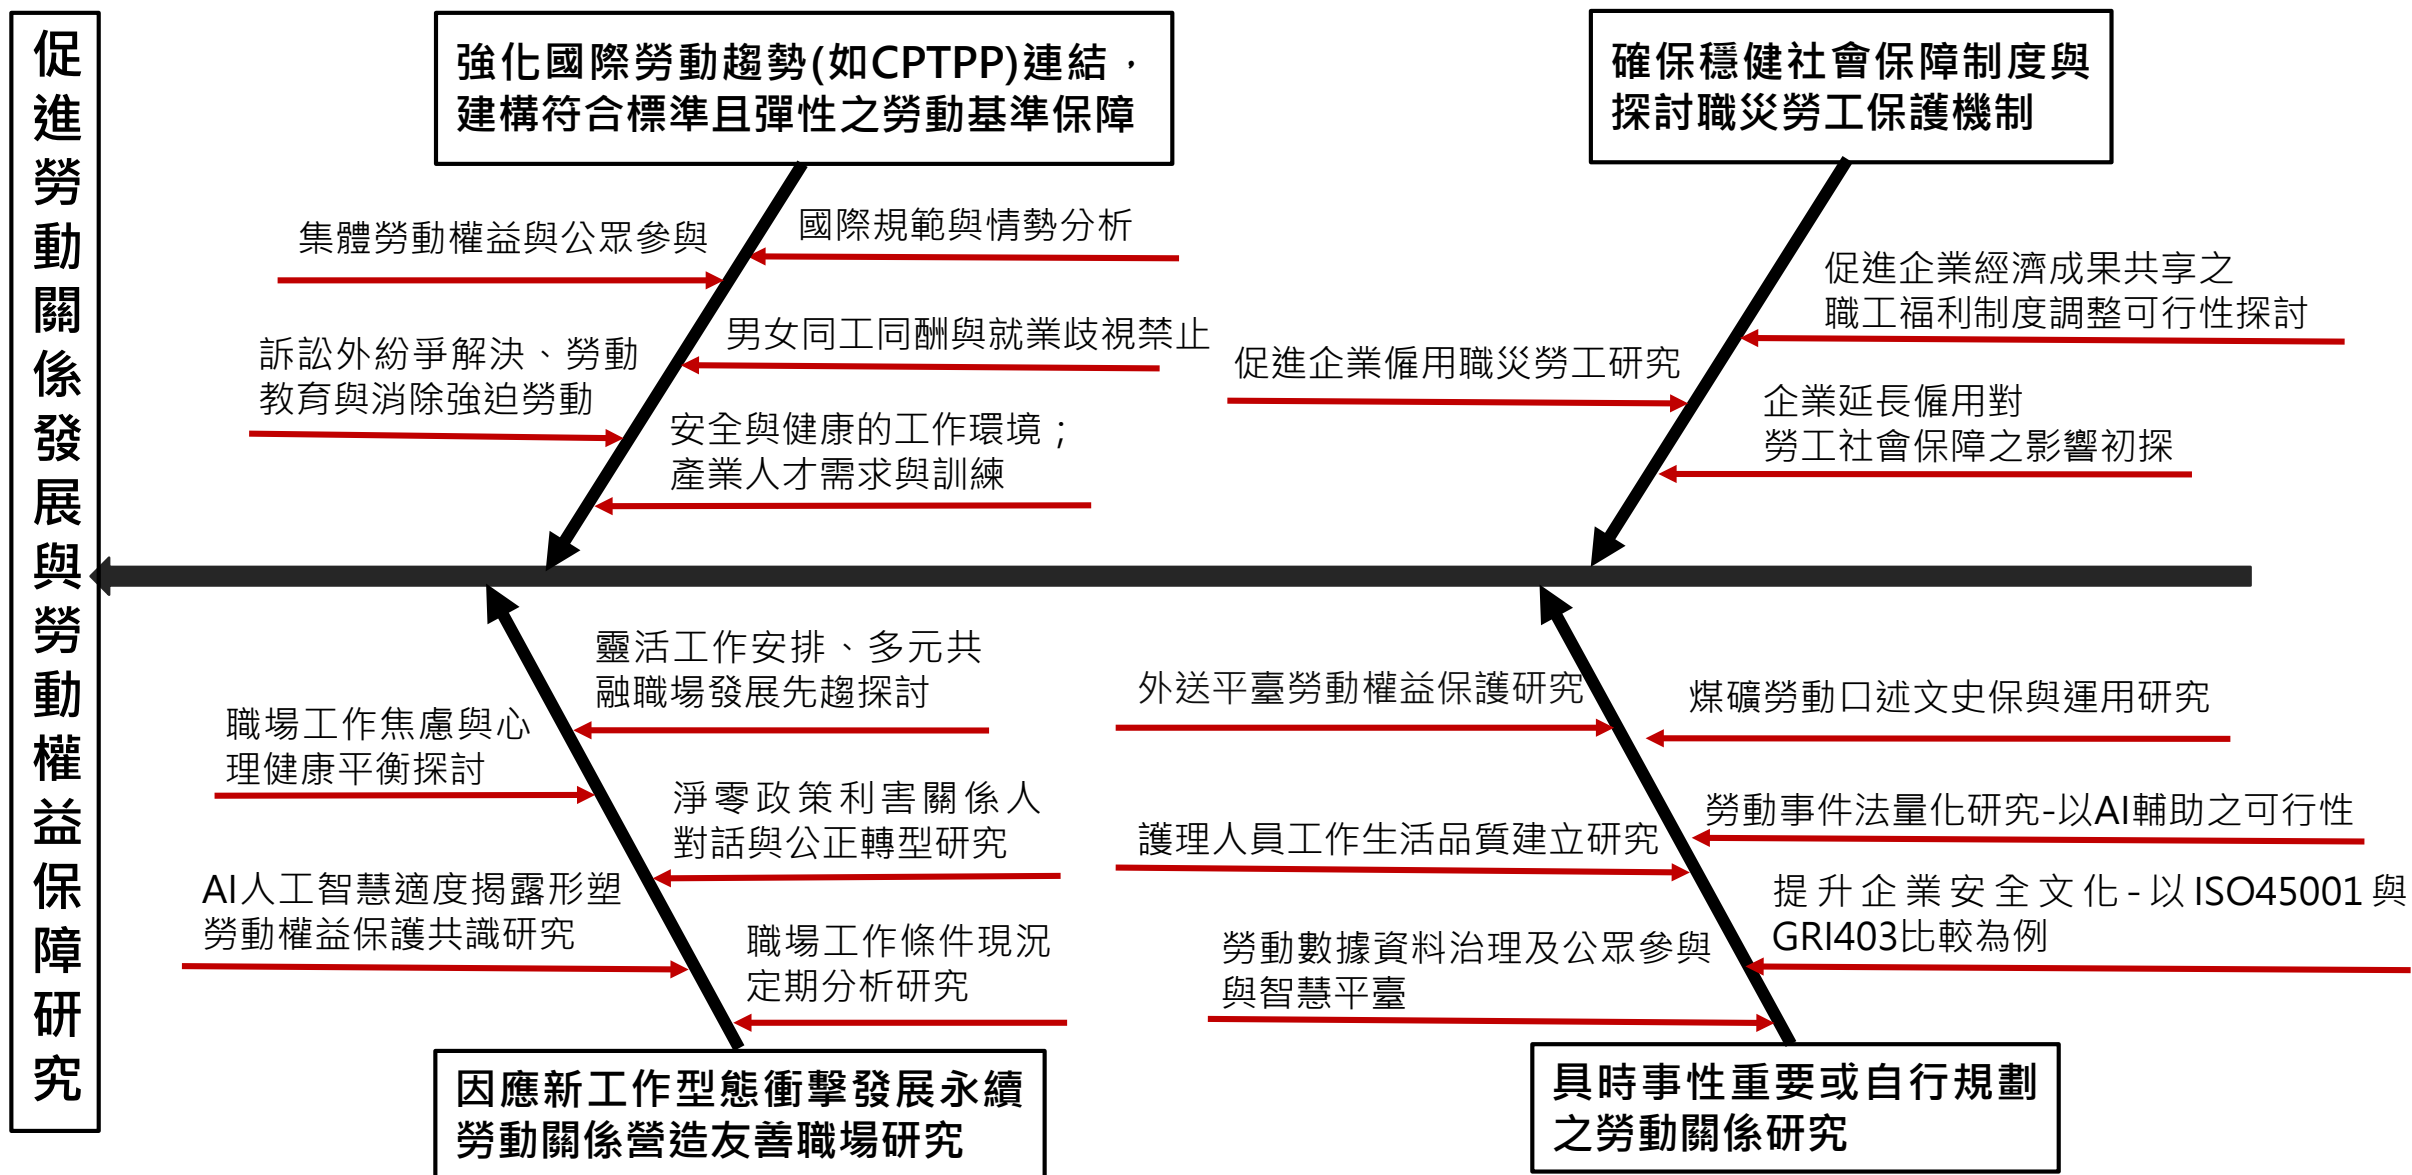 促進勞動關係發展與勞動權益保障研究
強化國際勞動趨勢(如CPTPP)連結，
建構符合標準且彈性之勞動基準保障
確保穩健社會保障制度與
探討職災勞工保護機制
集體勞動權益與公眾參與
國際規範與情勢分析
訴訟外紛爭解決、勞動
教育與消除強迫勞動
男女同工同酬與就業歧視禁止
安全與健康的工作環境；
產業人才需求與訓練
促進企業經濟成果共享之
職工福利制度調整可行性探討
促進企業僱用職災勞工研究
企業延長僱用對
勞工社會保障之影響初探
靈活工作安排、多元共
融職場發展先趨探討
職場工作焦慮與心
理健康平衡探討
淨零政策利害關係人
對話與公正轉型研究
AI人工智慧適度揭露形塑
勞動權益保護共識研究
職場工作條件現況
定期分析研究
外送平臺勞動權益保護研究
煤礦勞動口述文史保與運用研究
護理人員工作生活品質建立研究
勞動事件法量化研究-以AI輔助之可行性
提升企業安全文化-以ISO45001與
GRI403比較為例
勞動數據資料治理及公眾參與
與智慧平臺
因應新工作型態衝擊發展永續
勞動關係營造友善職場研究
具時事性重要或自行規劃
之勞動關係研究